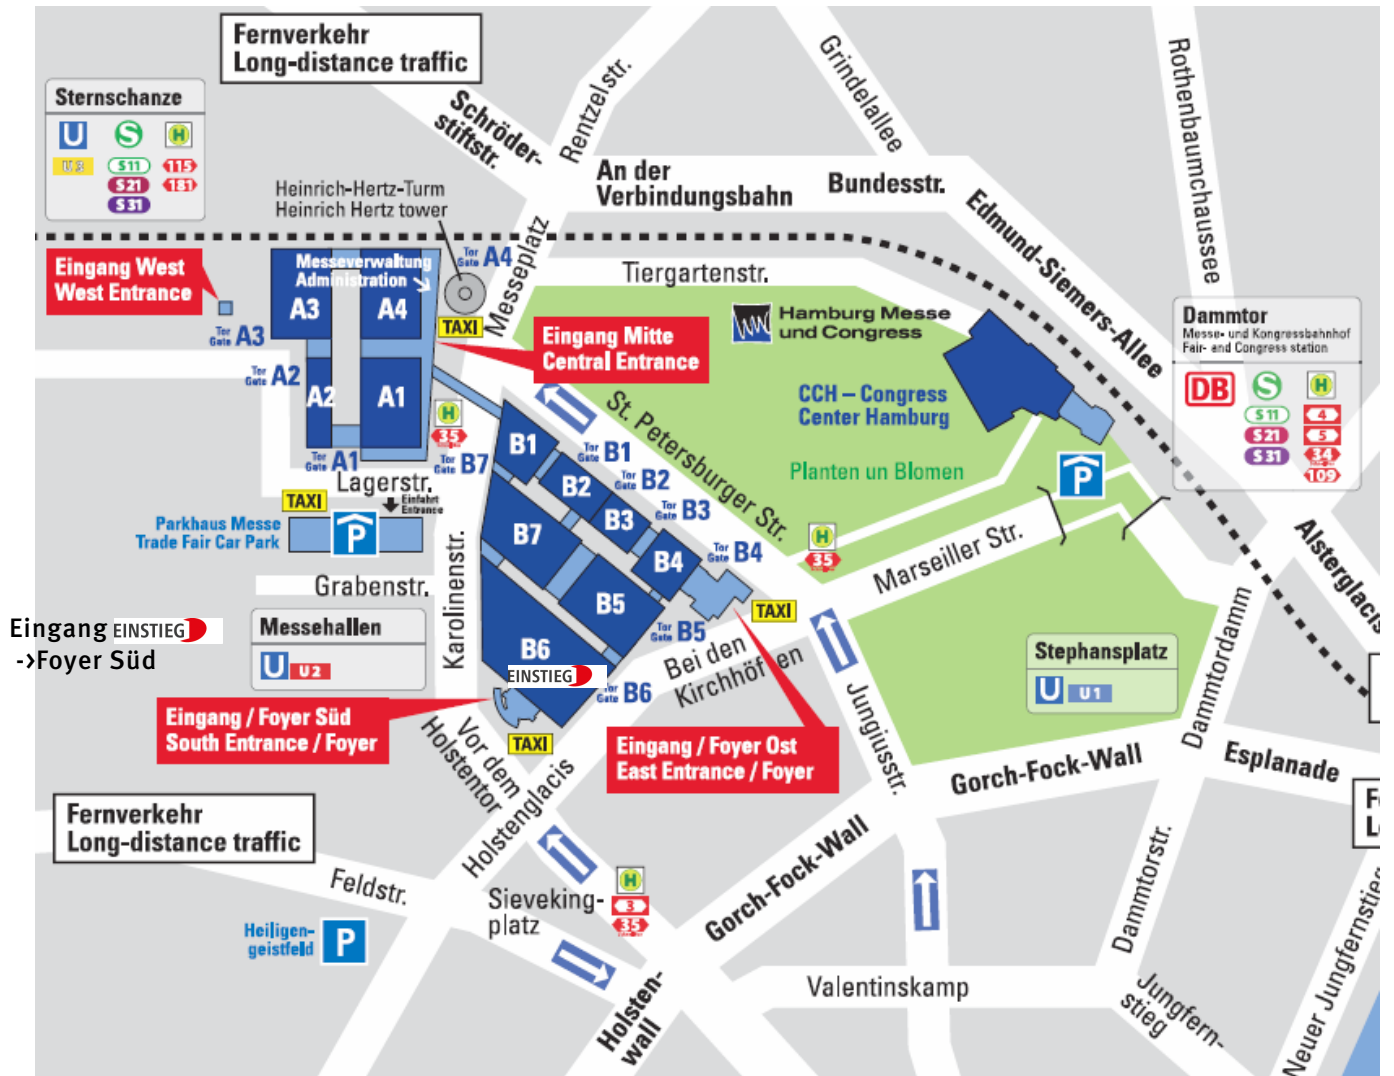 Fernverkehr
Long-distance traffic
Sternschanze
U
S
H
U3
S11
S21
S31
115
181
Schröder-
stiftstr.
Rentzelstr.
Grindelallee
Rothenbaumchaussee
An der
Verbindungsbahn
Bundesstr.
Edmund-Siemers-Allee
Heinrich-Hertz-Turm
Heinrich Hertz tower
Messeplatz
Tiergartenstr.
Eingang West
West Entrance
Messeverwaltung
Administration
Tor
Gate A4
A3
A4
TAXI
Tor
Gate A3
Eingang Mitte
Central Entrance
Hamburg Messe
und Congress
Dammtor
Messe- und Kongressbahnhof
Fair- and Congress station
DB
S
H
S11
S21
S31
4
5
34
109
Tor
Gate A2
A2
A1
H
35
CCH – Congress
Center Hamburg
St. Petersburger Str.
Planten un Blomen
P
B1
Tor
Gate B1
Tor
Gate A1
Tor
Gate B7
B2
Tor
Gate B2
B3
Tor
Gate B3
Lagerstr.
TAXI
Einfahrt
Entrance
Parkhaus Messe
Trade Fair Car Park
P
Karolinenstr.
B7
B4
Tor
Gate B4
H
35
Marseiller Str.
Alsterglacis
Grabenstr.
B5
TAXI
Tor
Gate B5
Eingang EINSTIEG
->Foyer Süd
Messehallen
U
U2
B6
EINSTIEG
Tor
Gate B6
Bei den
Kirchhöfen
Stephansplatz
U
U1
Dammtordamm
Eingang / Foyer Süd
South Entrance / Foyer
TAXI
Eingang / Foyer Ost
East Entrance / Foyer
Jungiusstr.
Vor dem
Holstentor
Holstenglacis
Gorch-Fock-Wall
Esplanade
Fernverkehr
Long-distance traffic
Feldstr.
Sieveking-
platz
H
3
35
Gorch-Fock-Wall
Dammtorstr.
Heiligen-
geistfeld
P
Holsten-
wall
Valentinskamp
Jungfern-
stieg
Neuer Jungfernstieg